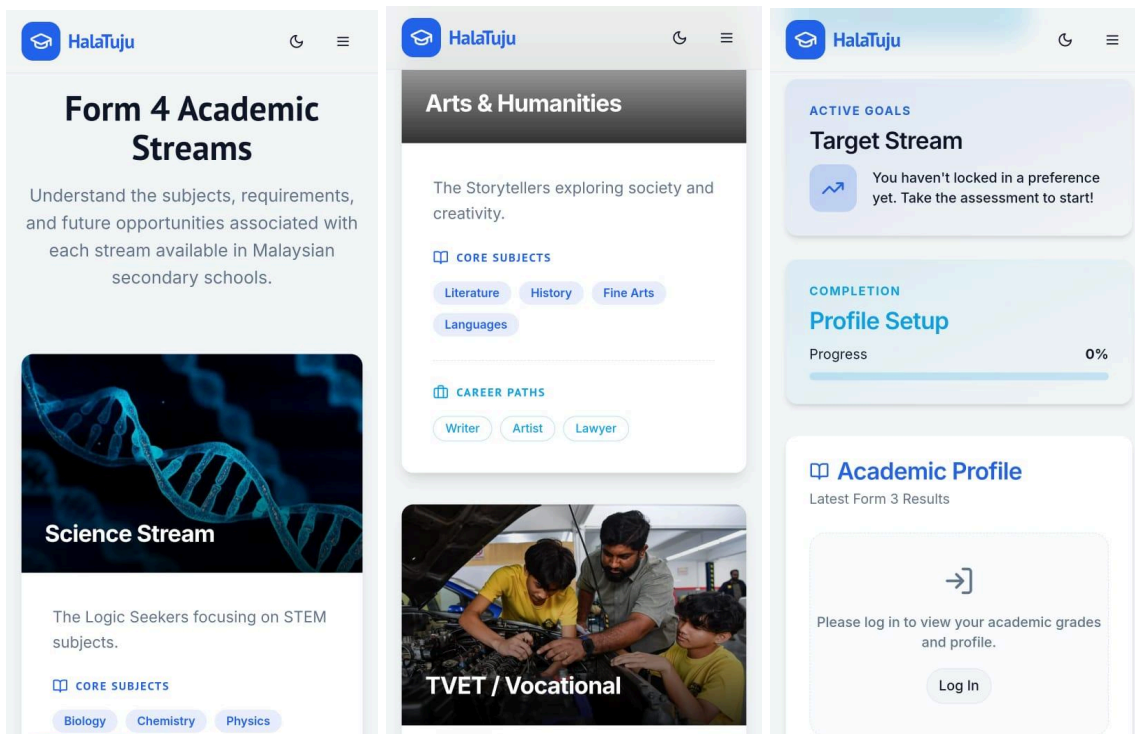 HalaTuju
Form 4 Academic
Streams
Understand the subjects, requirements,
and future opportunities associated with
each stream available in Malaysian
secondary schools.
Science Stream
The Logic Seekers focusing on STEM
subjects.
CORE SUBJECTS
Biology Chemistry Physics
HalaTuju
Arts & Humanities
The Storytellers exploring society and
creativity.
CORE SUBJECTS
Literature History Fine Arts
Languages
CAREER PATHS
Writer Artist Lawyer
TVET / Vocational
HalaTuju
ACTIVE GOALS
Target Stream
You haven't locked in a preference
yet. Take the assessment to start!
COMPLETION
Profile Setup
Progress 0%
Academic Profile
Latest Form 3 Results
Please log in to view your academic grades
and profile.
Log In